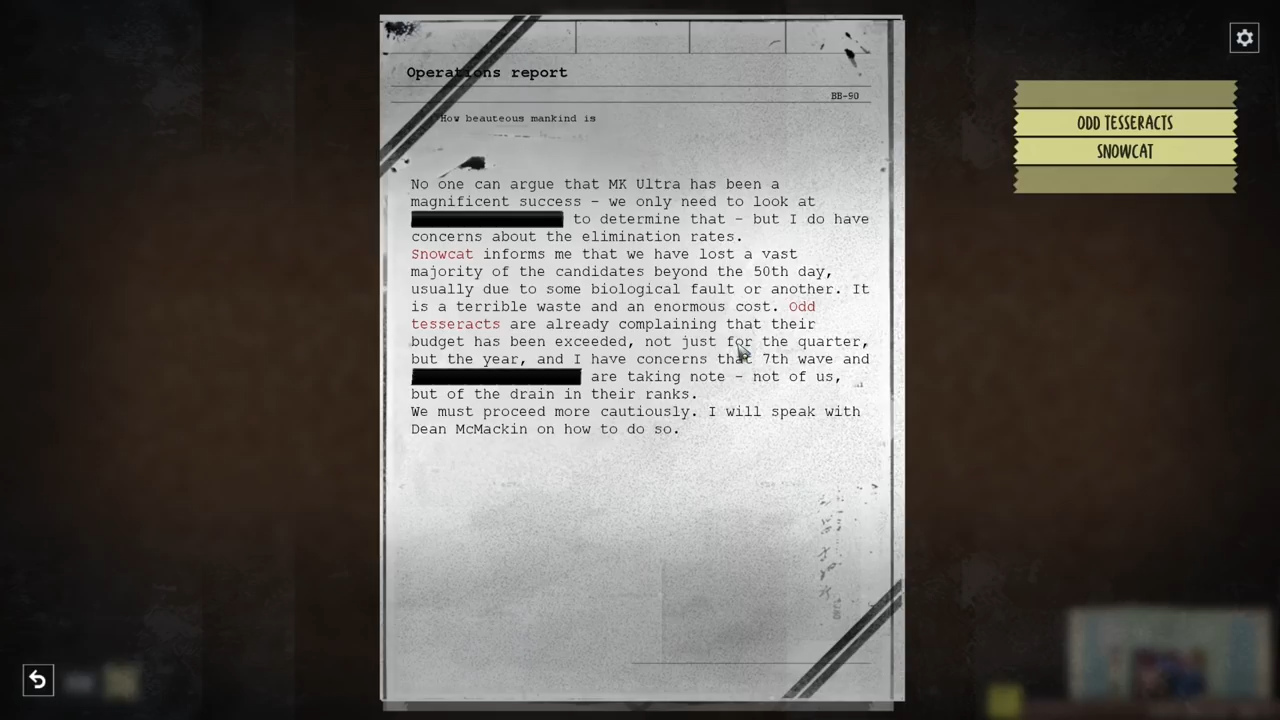 Operations report
BB-90
How beauteous mankind is
No one can argue that MK Ultra has been a
magnificent success - we only need to look at
to determine that - but I do have
concerns about the elimination rates.
Snowcat informs me that we have lost a vast
majority of the candidates beyond the 50th day,
usually due to some biological fault or another. It
is a terrible waste and an enormous cost. Odd
tesseracts are already complaining that their
budget has been exceeded, not just for the quarter,
but the year, and I have concerns that 7th wave and
are taking note - not of us,
but of the drain in their ranks.
We must proceed more cautiously. I will speak with
Dean McMackin on how to do so.
ODD TESSERACTS
SNOWCAT